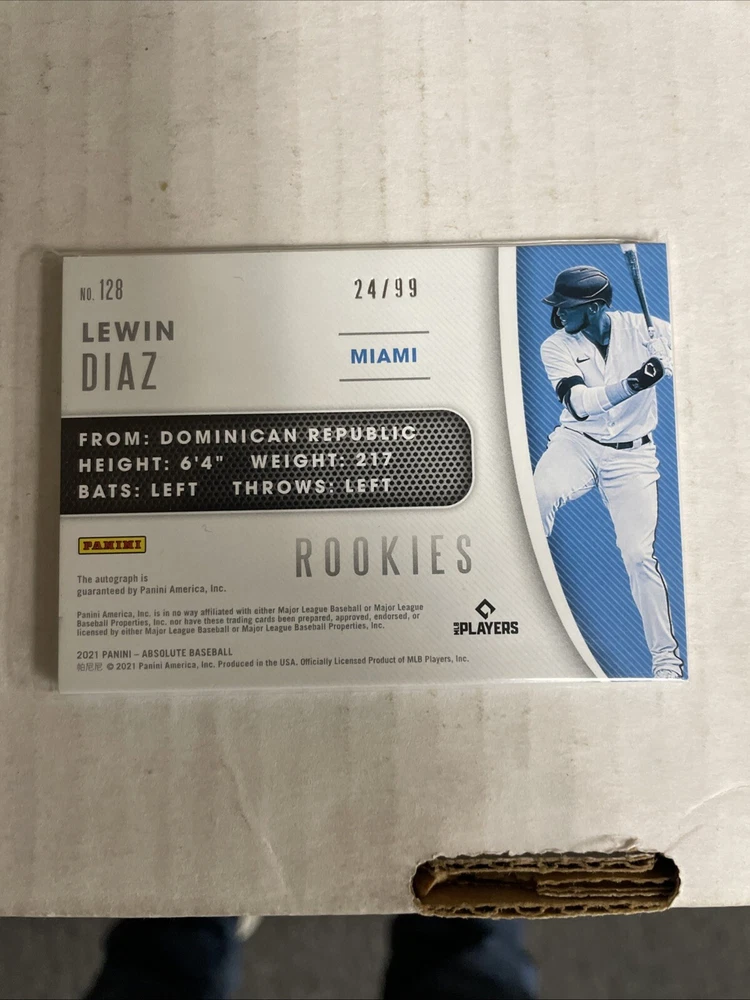 NO. 128
24/99
LEWIN
DIAZ
MIAMI
FROM: DOMINICAN REPUBLIC
HEIGHT: 6'4" WEIGHT: 217
BATS: LEFT THROWS: LEFT
PANINI
ROOKIES
The autograph is
guaranteed by Panini America, Inc.
Panini America, Inc. is in no way affiliated with either Major League Baseball or Major League
Baseball Properties, Inc. nor have these trading cards been prepared, approved, endorsed, or
licensed by either Major League Baseball or Major League Baseball Properties, Inc.
MLB PLAYERS
2021 PANINI – ABSOLUTE BASEBALL
帕尼尼 © 2021 Panini America, Inc. Produced in the USA. Officially Licensed Product of MLB Players, Inc.